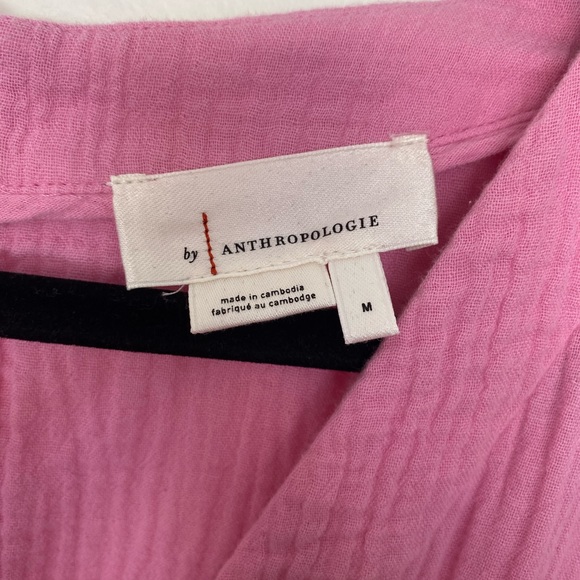 by ANTHROPOLOGIE
made in cambodia
fabriqué au cambodge
M